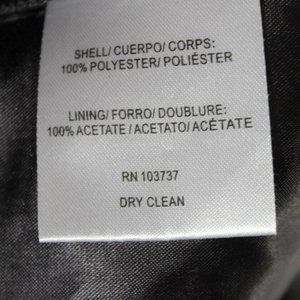 SHELL/ CUERPO/ CORPS:
100% POLYESTER/ POLIÉSTER
LINING/ FORRO/ DOUBLURE:
100% ACETATE / ACETATO/ ACÉTATE
RN 103737
DRY CLEAN